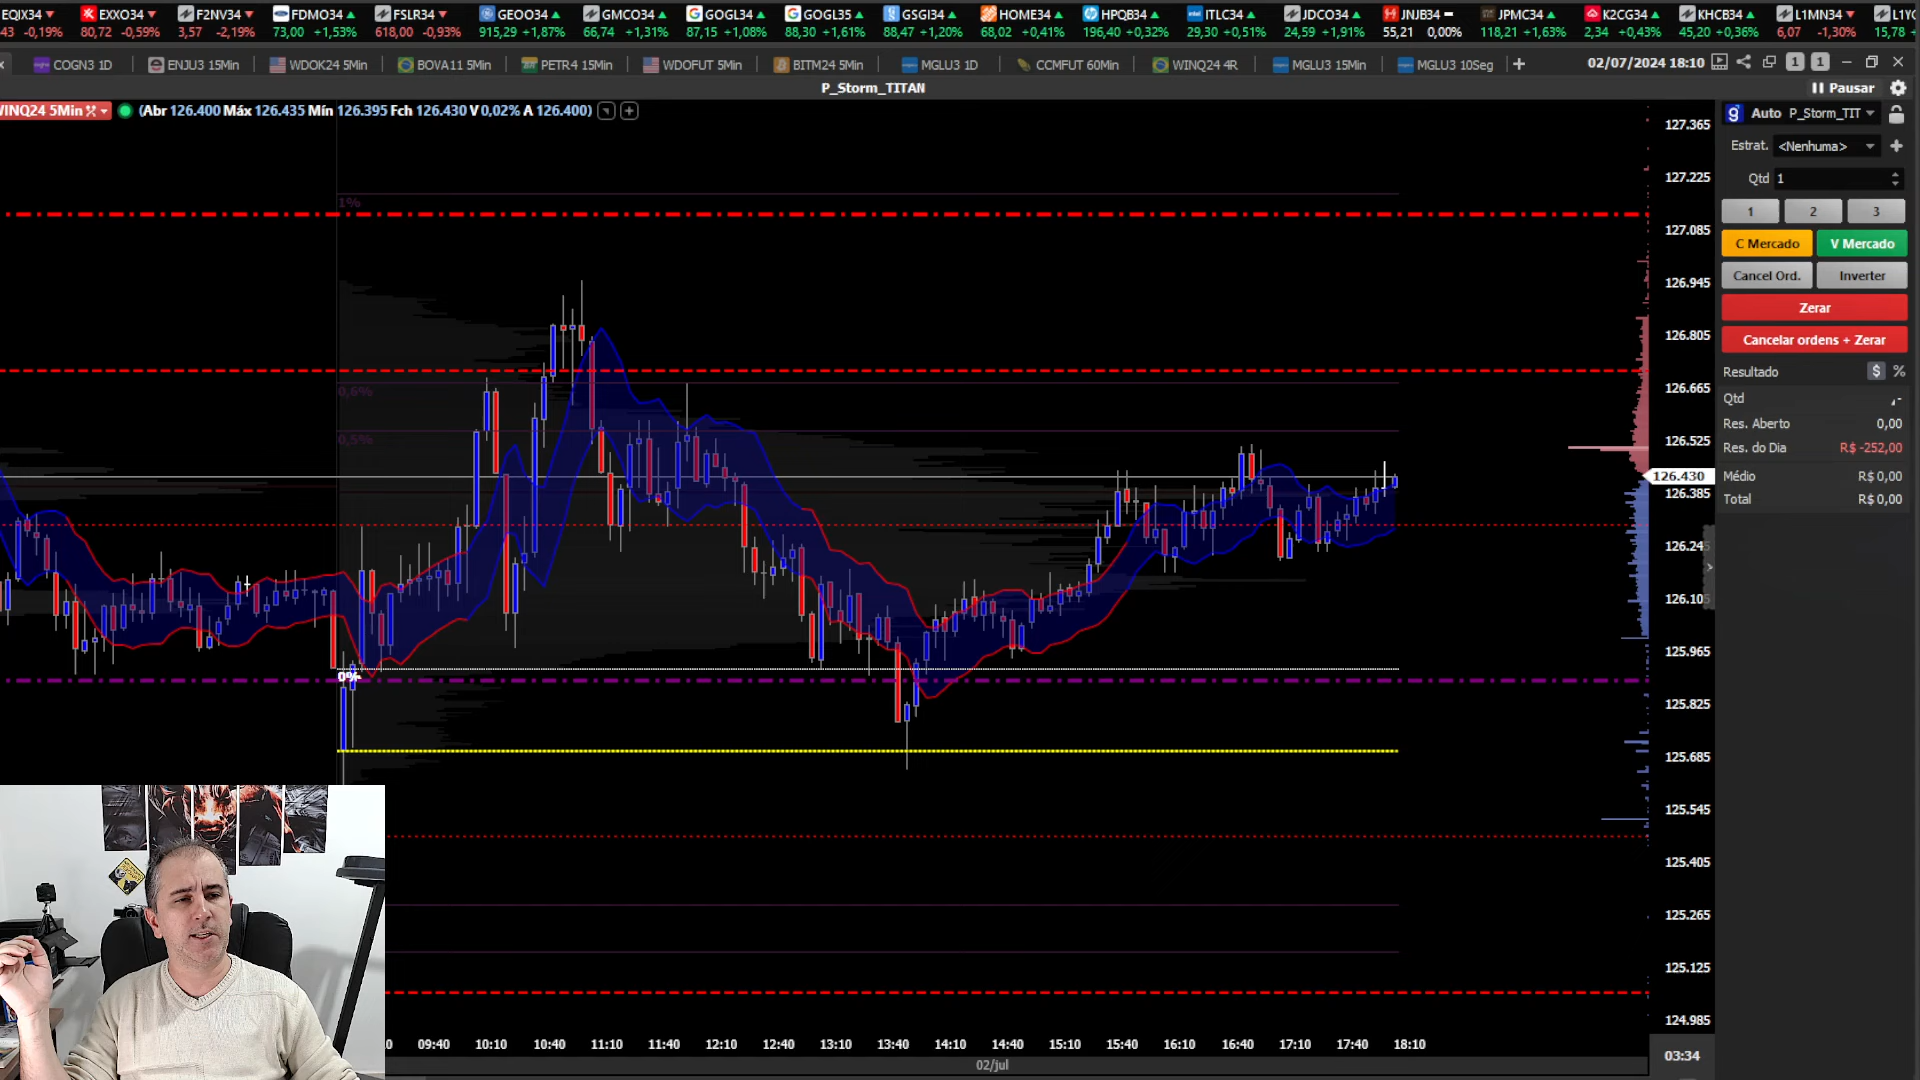 EQIX34 EXXO34 F2NV34 FDMO34 FSLR34 GEOO34 GMCO34 GOGL34 GOGL35 GSGI34 HOME34 HPQB34 ITLC34 JDCO34 JNJB34 JPMC34 K2CG34 KHCB34 L1MN34
43 -0,19% 80,72 -0,59% 3,57 -2,19% 73,00 +1,53% 618,00 -0,93% 915,29 +1,87% 66,74 +1,31% 87,15 +1,08% 88,30 +1,61% 88,47 +1,20% 68,02 +0,41% 196,40 +0,32% 29,30 +0,51% 24,59 +1,91% 55,21 0,00% 118,21 +1,63% 2,34 +0,43% 45,20 +0,36% 6,07 -1,30% 15,78
COGN3 1D ENJU3 15Min WDOK24 5Min BOVA11 5Min PETR4 15Min WDOFUT 5Min BITM24 5Min MGLU3 1D CCMFUT 60Min WINQ24 4R MGLU3 15Min MGLU3 10Seg + 02/07/2024 18:10 1 1
P_Storm_TITAN
Pausar
WINQ24 5Min (Abr 126.400 Máx 126.435 Mín 126.395 Fch 126.430 V 0,02% A 126.400)
Auto P_Storm_TIT
Estrat. <Nenhuma>
Qtd 1
1 2 3
C Mercado V Mercado
Cancel Ord. Inverter
Zerar
Cancelar ordens + Zerar
Resultado $ %
Qtd
Res. Aberto 0,00
Res. do Dia R$ -252,00
Médio R$ 0,00
Total R$ 0,00
1%
0,6%
0,5%
0%
127.365
127.225
127.085
126.945
126.805
126.665
126.525
126.430
126.385
126.245
126.105
125.965
125.825
125.685
125.545
125.405
125.265
125.125
124.985
09:40 10:10 10:40 11:10 11:40 12:10 12:40 13:10 13:40 14:10 14:40 15:10 15:40 16:10 16:40 17:10 17:40 18:10
02/jul
03:34